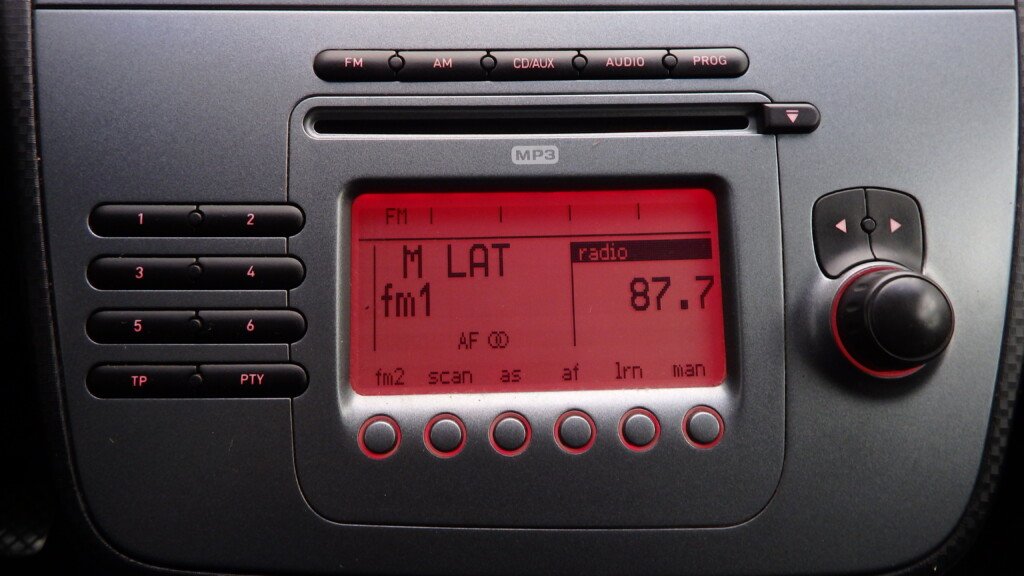 FM AM CD/AUX AUDIO PROG
MP3
1 2
3 4
5 6
TP PTY
FM
M LAT
radio
fm1
87.7
AF
fm2 scan as af lrn man